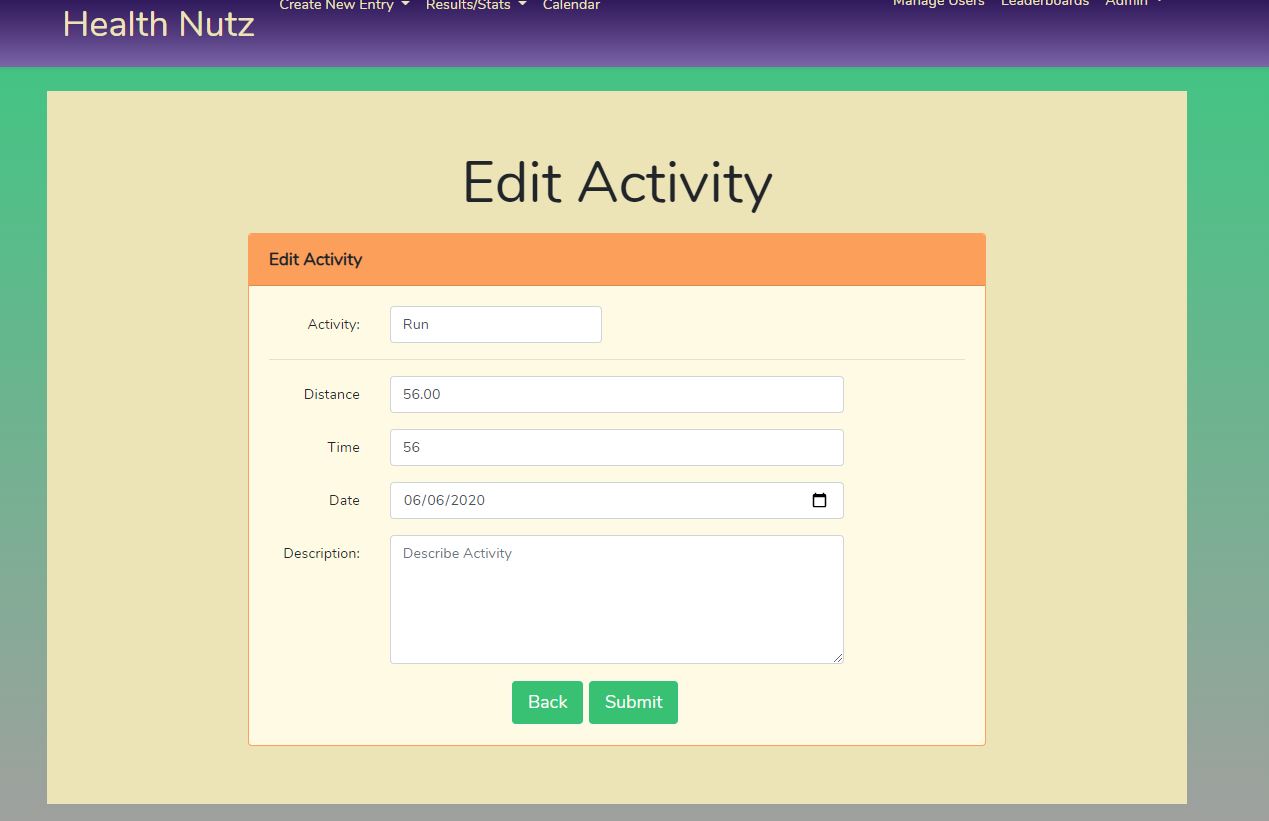 Create New Entry Results/Stats Calendar Manage Users Leaderboards Admin
Health Nutz
Edit Activity
Edit Activity
Activity: Run
Distance 56.00
Time 56
Date 06/06/2020
Description: Describe Activity
Back Submit